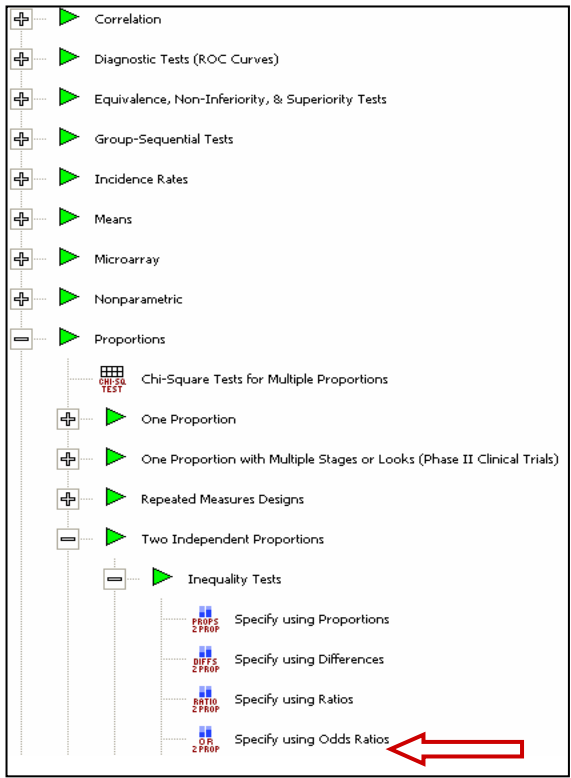 Correlation
Diagnostic Tests (ROC Curves)
Equivalence, Non-Inferiority, & Superiority Tests
Group-Sequential Tests
Incidence Rates
Means
Microarray
Nonparametric
Proportions
CHI-SQ TEST Chi-Square Tests for Multiple Proportions
One Proportion
One Proportion with Multiple Stages or Looks (Phase II Clinical Trials)
Repeated Measures Designs
Two Independent Proportions
Inequality Tests
PROPS 2 PROP Specify using Proportions
DIFFS 2 PROP Specify using Differences
RATIO 2 PROP Specify using Ratios
OR 2 PROP Specify using Odds Ratios